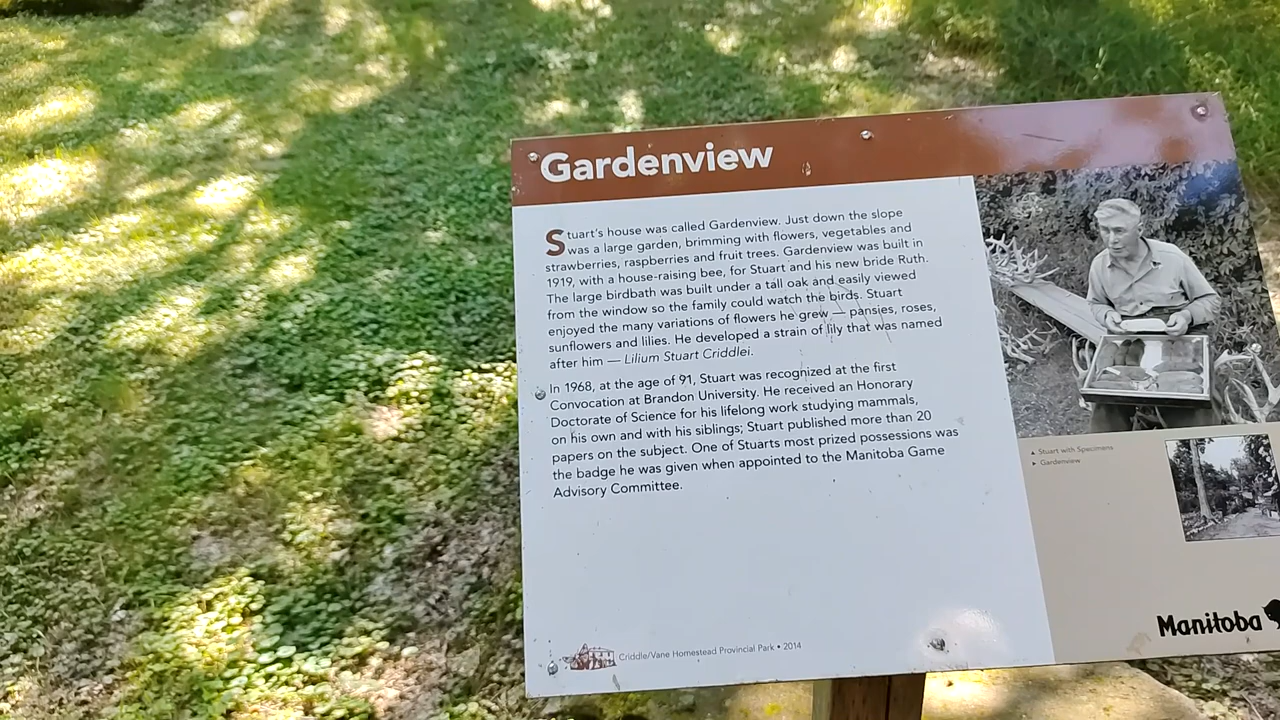 Gardenview
Stuart's house was called Gardenview. Just down the slope
was a large garden, brimming with flowers, vegetables and
strawberries, raspberries and fruit trees. Gardenview was built in
1919, with a house-raising bee, for Stuart and his new bride Ruth.
The large birdbath was built under a tall oak and easily viewed
from the window so the family could watch the birds. Stuart
enjoyed the many variations of flowers he grew — pansies, roses,
sunflowers and lilies. He developed a strain of lily that was named
after him — Lilium Stuart Criddlei.
In 1968, at the age of 91, Stuart was recognized at the first
Convocation at Brandon University. He received an Honorary
Doctorate of Science for his lifelong work studying mammals,
on his own and with his siblings; Stuart published more than 20
papers on the subject. One of Stuarts most prized possessions was
the badge he was given when appointed to the Manitoba Game
Advisory Committee.
▲ Stuart with Specimens
► Gardenview
Criddle/Vane Homestead Provincial Park • 2014
Manitoba